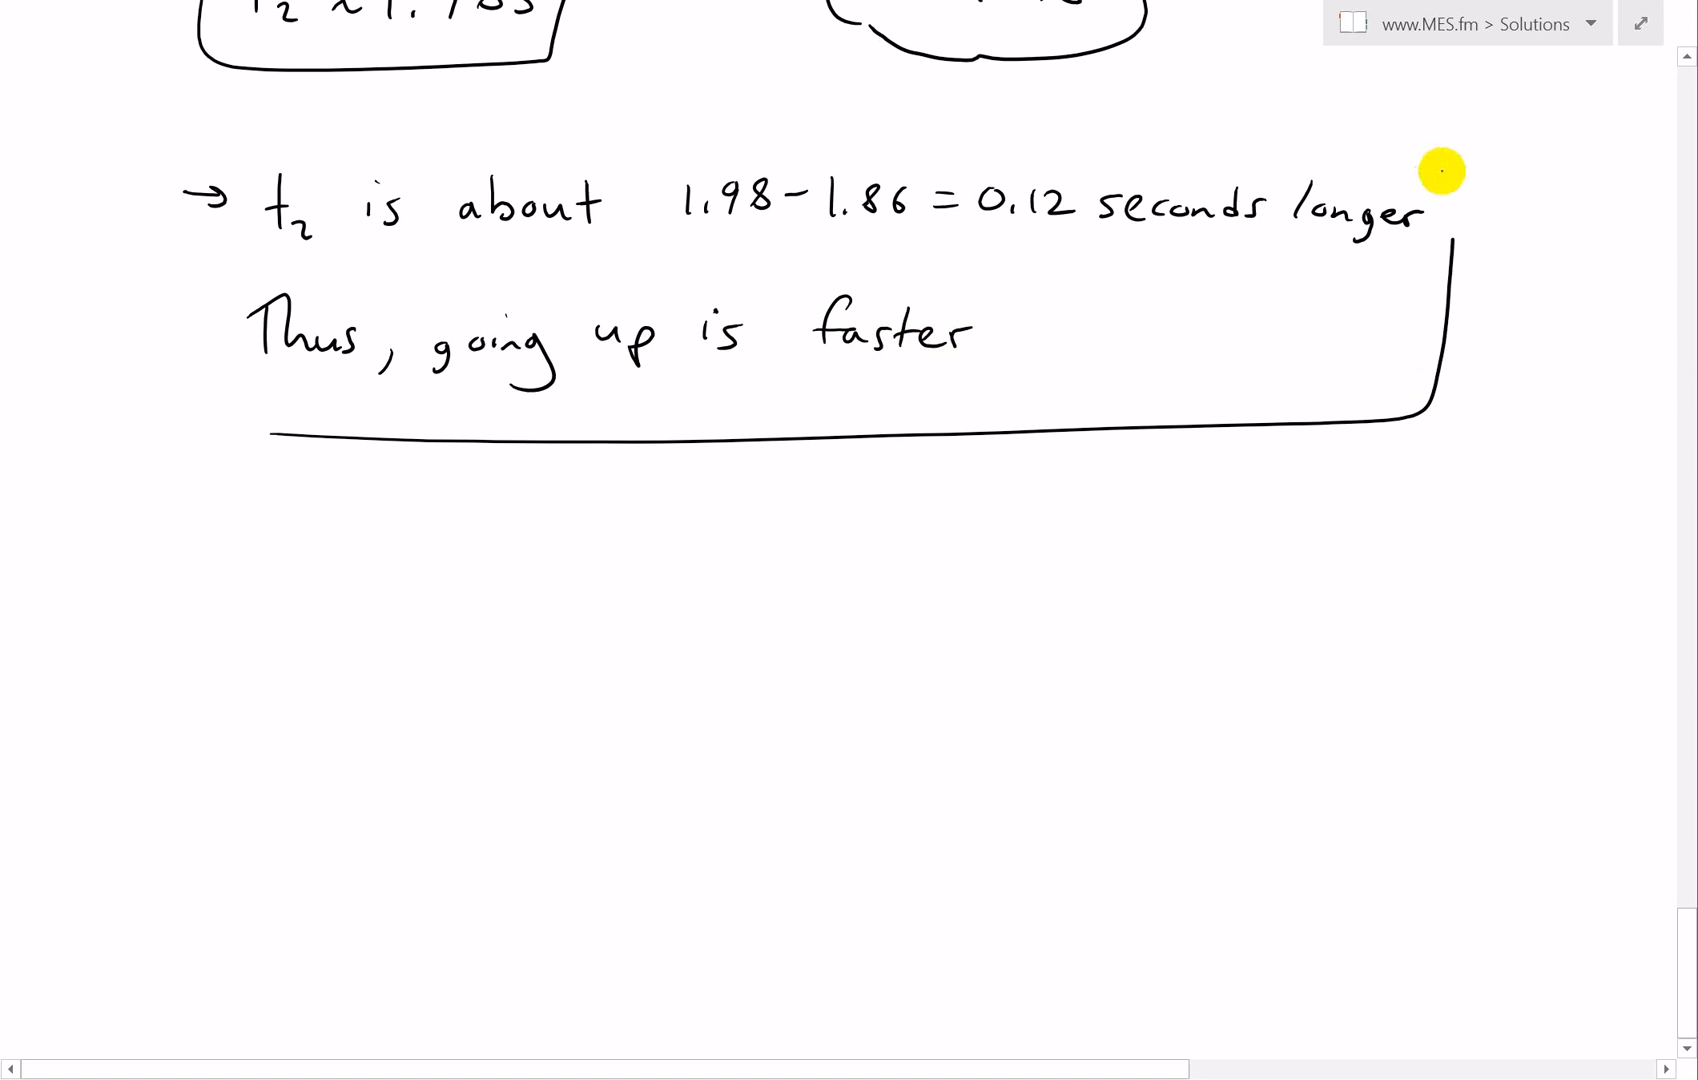 www.MES.fm > Solutions
→ t₂ is about 1.98 - 1.86 = 0.12 seconds longer
Thus, going up is faster